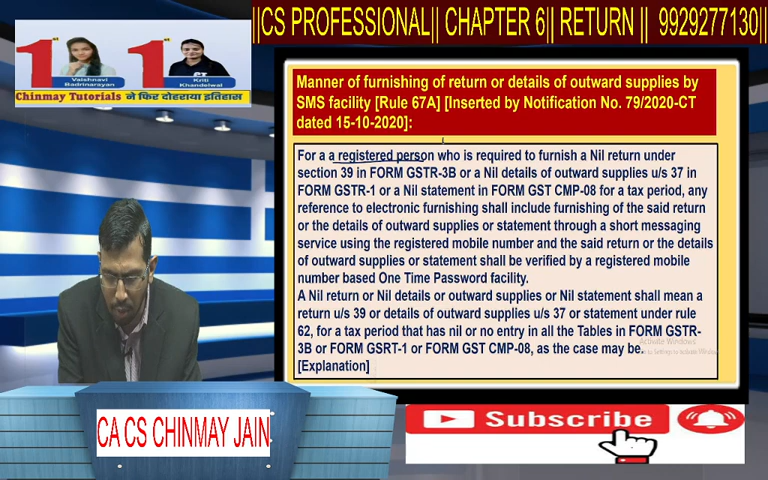 ||CS PROFESSIONAL|| CHAPTER 6|| RETURN || 9929277130||
1st 1st
Vaishnavi
Badrinarayan
Kriti
Khandelwal
Chinmay Tutorials ने फिर दोहराया इतिहास
Manner of furnishing of return or details of outward supplies by
SMS facility [Rule 67A] [Inserted by Notification No. 79/2020-CT
dated 15-10-2020]:
For a a registered person who is required to furnish a Nil return under
section 39 in FORM GSTR-3B or a Nil details of outward supplies u/s 37 in
FORM GSTR-1 or a Nil statement in FORM GST CMP-08 for a tax period, any
reference to electronic furnishing shall include furnishing of the said return
or the details of outward supplies or statement through a short messaging
service using the registered mobile number and the said return or the details
of outward supplies or statement shall be verified by a registered mobile
number based One Time Password facility.
A Nil return or Nil details or outward supplies or Nil statement shall mean a
return u/s 39 or details of outward supplies u/s 37 or statement under rule
62, for a tax period that has nil or no entry in all the Tables in FORM GSTR-
3B or FORM GSRT-1 or FORM GST CMP-08, as the case may be.
[Explanation]
Activate Windows
Go to Settings to activate Windows.
CA CS CHINMAY JAIN
Subscribe